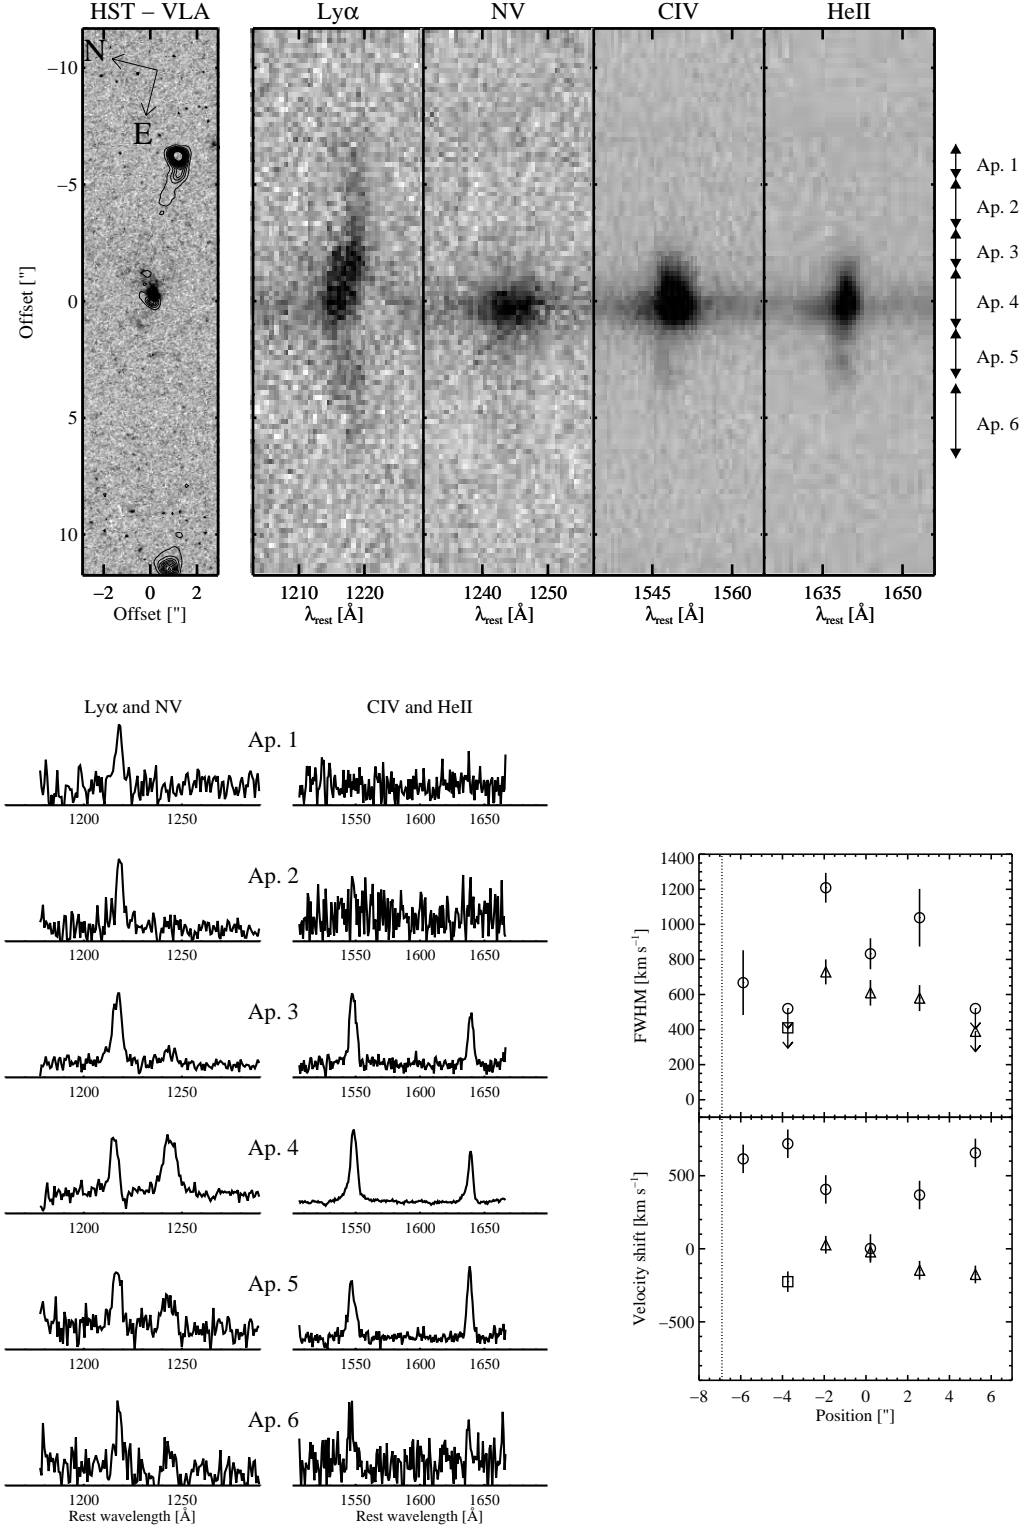 HST − VLA
Lyα
NV
CIV
HeII
N
E
−10
−5
0
5
10
Offset ["]
−2 0 2
Offset ["]
1210 1220
λrest [Å]
1240 1250
λrest [Å]
1545 1560
λrest [Å]
1635 1650
λrest [Å]
Ap. 1
Ap. 2
Ap. 3
Ap. 4
Ap. 5
Ap. 6
Lyα and NV
CIV and HeII
Ap. 1
1200 1250
1550 1600 1650
Ap. 2
1200 1250
1550 1600 1650
Ap. 3
1200 1250
1550 1600 1650
Ap. 4
1200 1250
1550 1600 1650
Ap. 5
1200 1250
1550 1600 1650
Ap. 6
1200 1250
Rest wavelength [Å]
1550 1600 1650
Rest wavelength [Å]
1400
1200
1000
800
600
400
200
0
FWHM [km s−1]
500
0
−500
Velocity shift [km s−1]
−8 −6 −4 −2 0 2 4 6
Position ["]